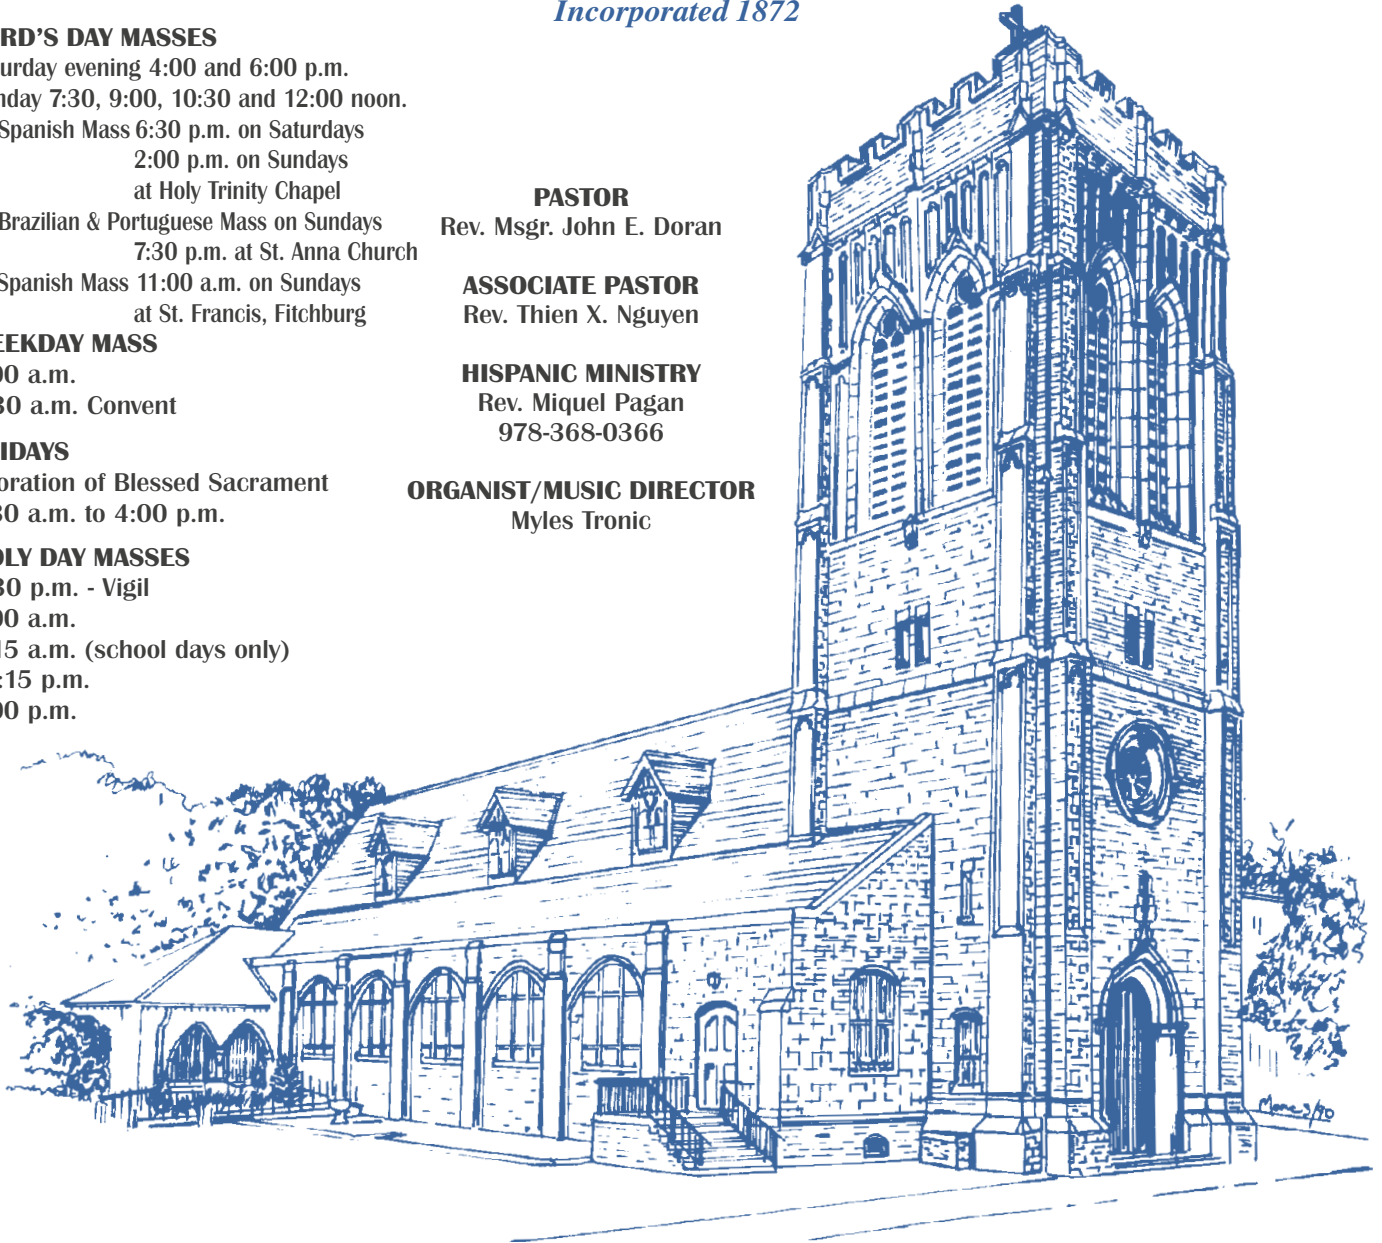 Incorporated 1872
RD’S DAY MASSES
urday evening 4:00 and 6:00 p.m.
nday 7:30, 9:00, 10:30 and 12:00 noon.
Spanish Mass 6:30 p.m. on Saturdays
2:00 p.m. on Sundays
at Holy Trinity Chapel
Brazilian & Portuguese Mass on Sundays
7:30 p.m. at St. Anna Church
Spanish Mass 11:00 a.m. on Sundays
at St. Francis, Fitchburg
EEKDAY MASS
00 a.m.
30 a.m. Convent
IDAYS
oration of Blessed Sacrament
30 a.m. to 4:00 p.m.
OLY DAY MASSES
30 p.m. - Vigil
00 a.m.
15 a.m. (school days only)
:15 p.m.
00 p.m.
PASTOR
Rev. Msgr. John E. Doran
ASSOCIATE PASTOR
Rev. Thien X. Nguyen
HISPANIC MINISTRY
Rev. Miquel Pagan
978-368-0366
ORGANIST/MUSIC DIRECTOR
Myles Tronic